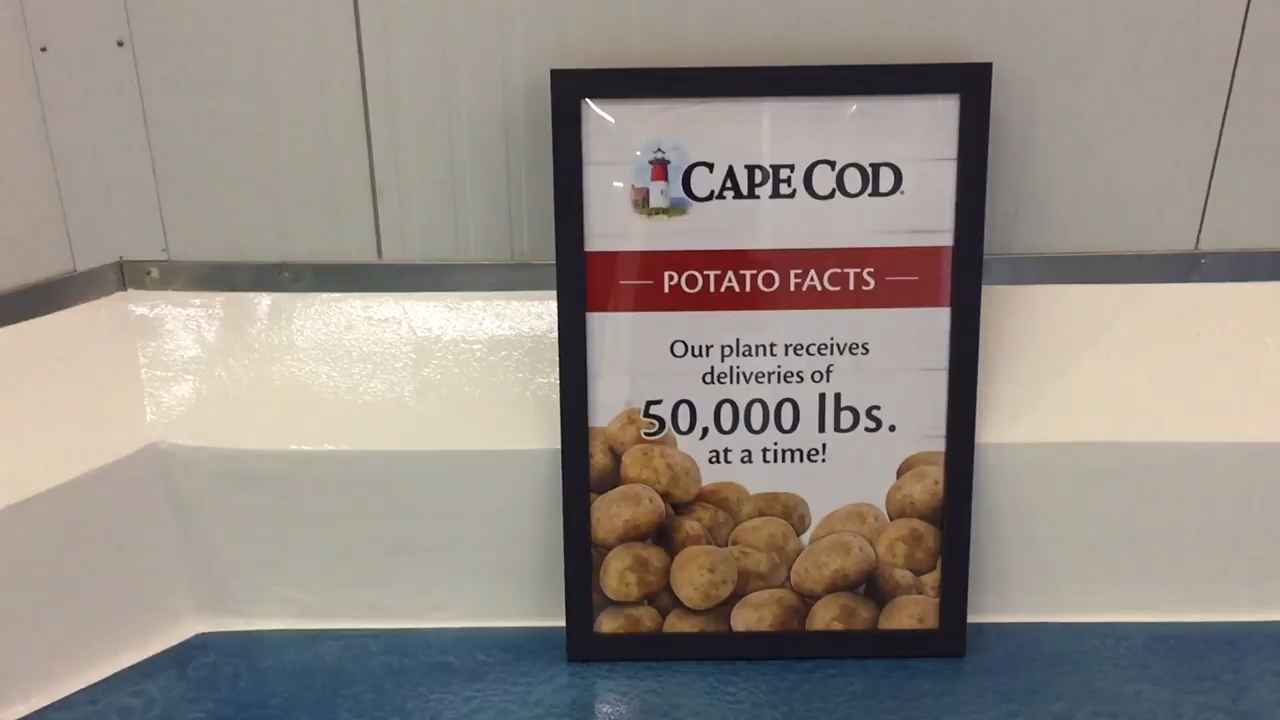 CAPE COD
POTATO FACTS
Our plant receives
deliveries of
50,000 lbs.
at a time!